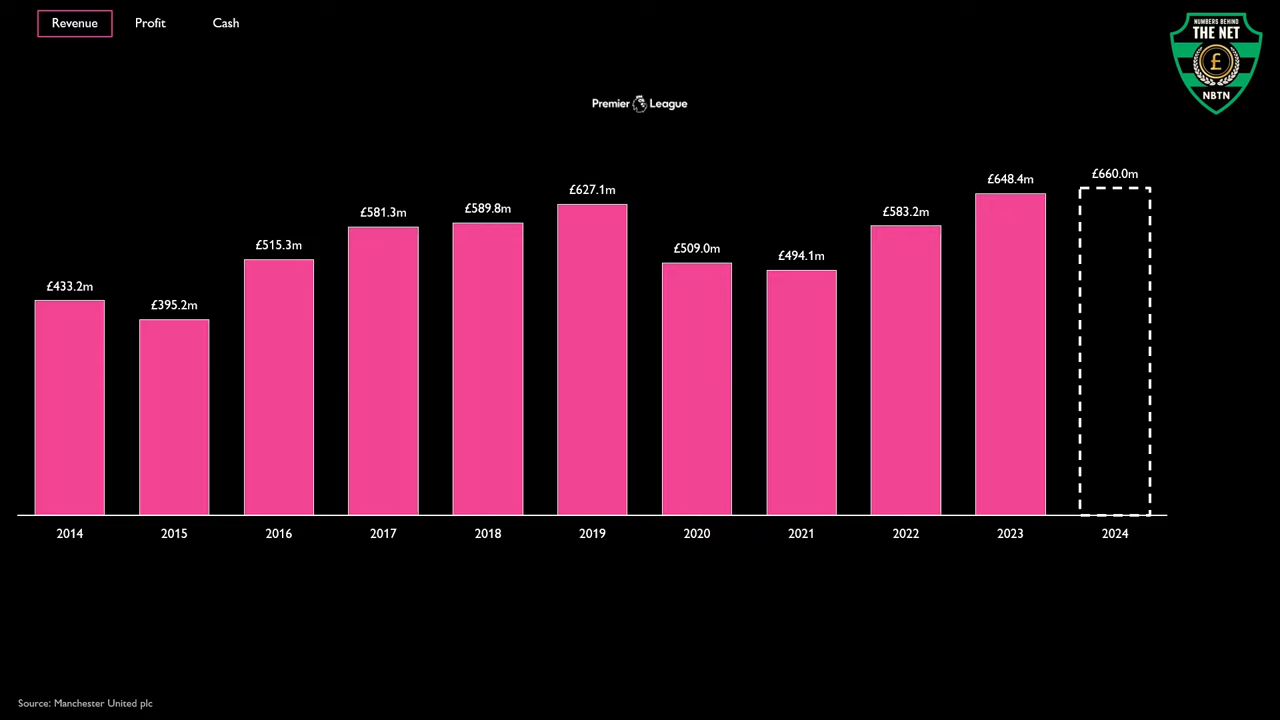 Revenue Profit Cash
NUMBERS BEHIND
THE NET
£
NBTN
Premier League
£433.2m
£395.2m
£515.3m
£581.3m
£589.8m
£627.1m
£509.0m
£494.1m
£583.2m
£648.4m
£660.0m
2014 2015 2016 2017 2018 2019 2020 2021 2022 2023 2024
Source: Manchester United plc